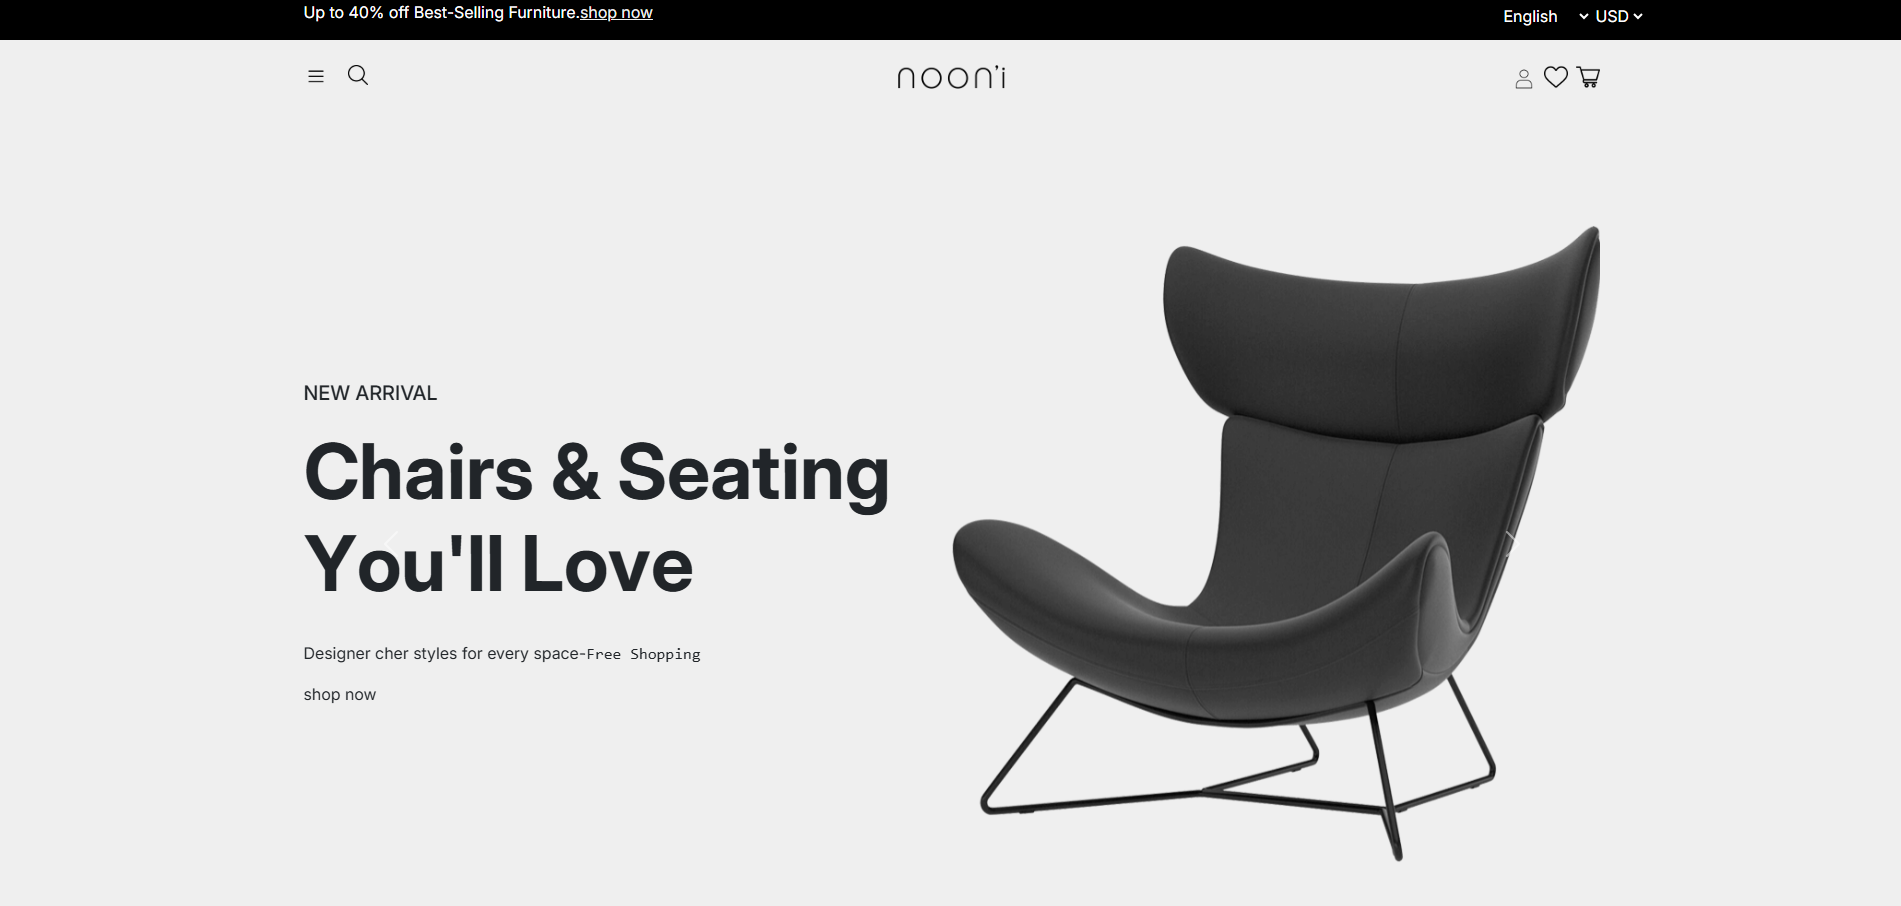 Up to 40% off Best-Selling Furniture.shop now
English USD
noon'i
NEW ARRIVAL
Chairs & Seating
You'll Love
Designer cher styles for every space-Free Shopping
shop now